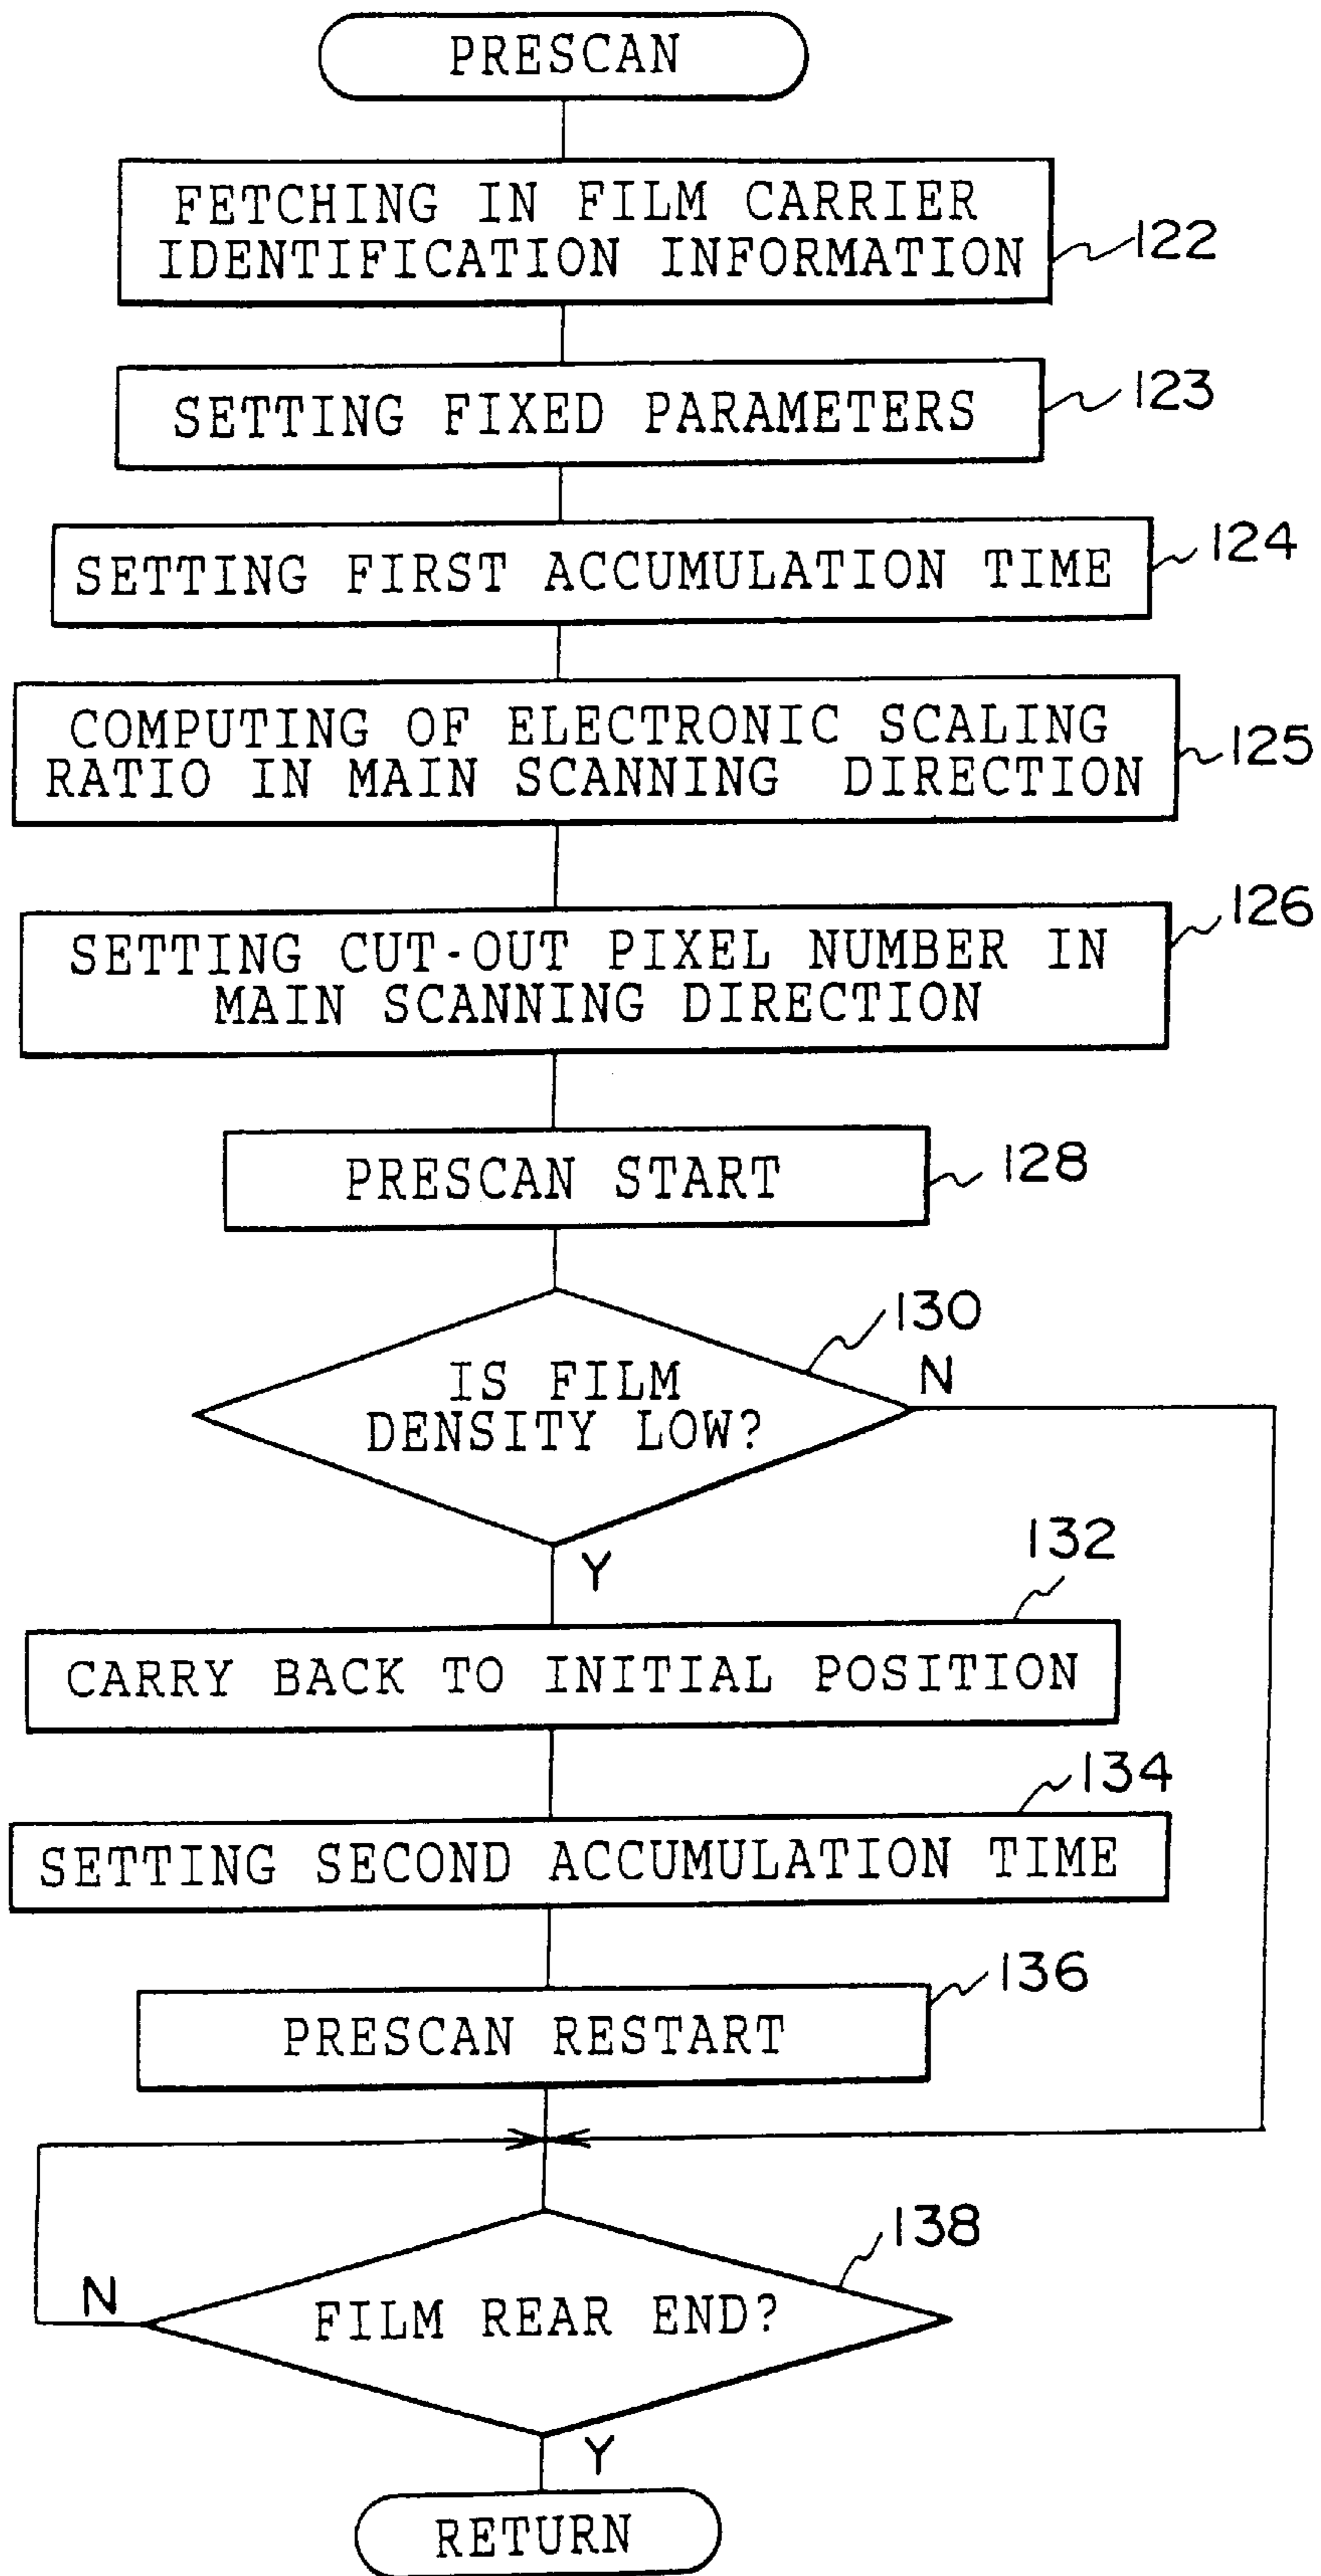 PRESCAN
FETCHING IN FILM CARRIER
IDENTIFICATION INFORMATION
122
SETTING FIXED PARAMETERS
123
SETTING FIRST ACCUMULATION TIME
124
COMPUTING OF ELECTRONIC SCALING
RATIO IN MAIN SCANNING DIRECTION
125
SETTING CUT-OUT PIXEL NUMBER IN
MAIN SCANNING DIRECTION
126
PRESCAN START
128
130
IS FILM
DENSITY LOW?
N
Y
132
CARRY BACK TO INITIAL POSITION
134
SETTING SECOND ACCUMULATION TIME
136
PRESCAN RESTART
138
N
FILM REAR END?
Y
RETURN